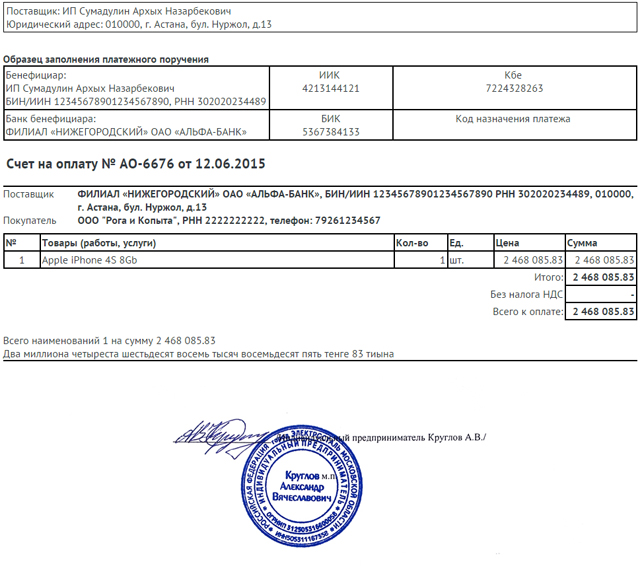 Поставщик: ИП Сумадулин Архых Назарбекович
Юридический адрес: 010000, г. Астана, бул. Нуржол, д.13
Образец заполнения платежного поручения
Бенефициар: ИИК Кбе
ИП Сумадулин Архых Назарбекович 4213144121 7224328263
БИН/ИИН 12345678901234567890, РНН 302020234489
Банк бенефициара: БИК Код назначения платежа
ФИЛИАЛ «НИЖЕГОРОДСКИЙ» ОАО «АЛЬФА-БАНК» 5367384133
Счет на оплату № АО-6676 от 12.06.2015
Поставщик ФИЛИАЛ «НИЖЕГОРОДСКИЙ» ОАО «АЛЬФА-БАНК», БИН/ИИН 12345678901234567890 РНН 302020234489, 010000,
г. Астана, бул. Нуржол, д.13
Покупатель ООО "Рога и Копыта", РНН 2222222222, телефон: 79261234567
№ Товары (работы, услуги) Кол-во Ед. Цена Сумма
1 Apple iPhone 4S 8Gb 1 шт. 2 468 085.83 2 468 085.83
Итого: 2 468 085.83
Без налога НДС -
Всего к оплате: 2 468 085.83
Всего наименований 1 на сумму 2 468 085.83
Два миллиона четыреста шестьдесят восемь тысяч восемьдесят пять тенге 83 тиына
предприниматель Круглов А.В./
РОССИЙСКАЯ ФЕДЕРАЦИЯ ЭЛЕКТРОСТАЛЬ МОСКОВСКОЙ ОБЛАСТИ
ИНДИВИДУАЛЬНЫЙ ПРЕДПРИНИМАТЕЛЬ
Круглов м.п.
Александр
Вячеславович
ОГРНИП
ИНН